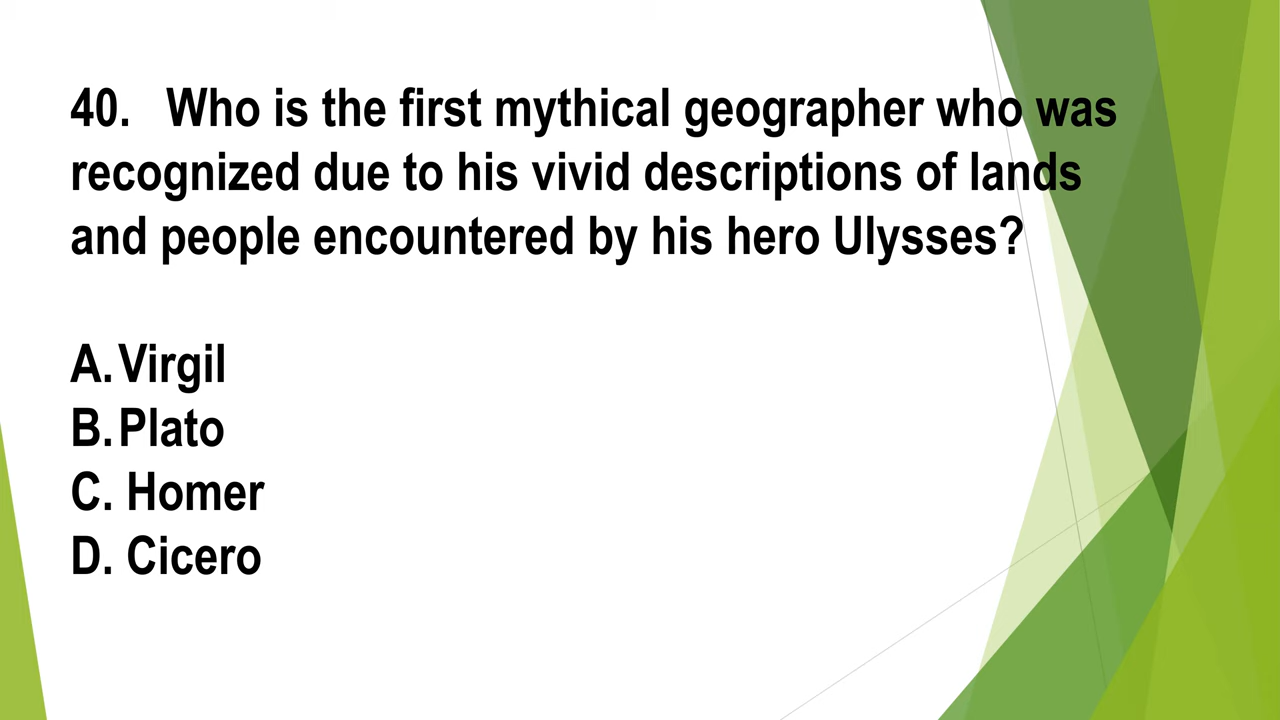 40. Who is the first mythical geographer who was
recognized due to his vivid descriptions of lands
and people encountered by his hero Ulysses?
A. Virgil
B. Plato
C. Homer
D. Cicero